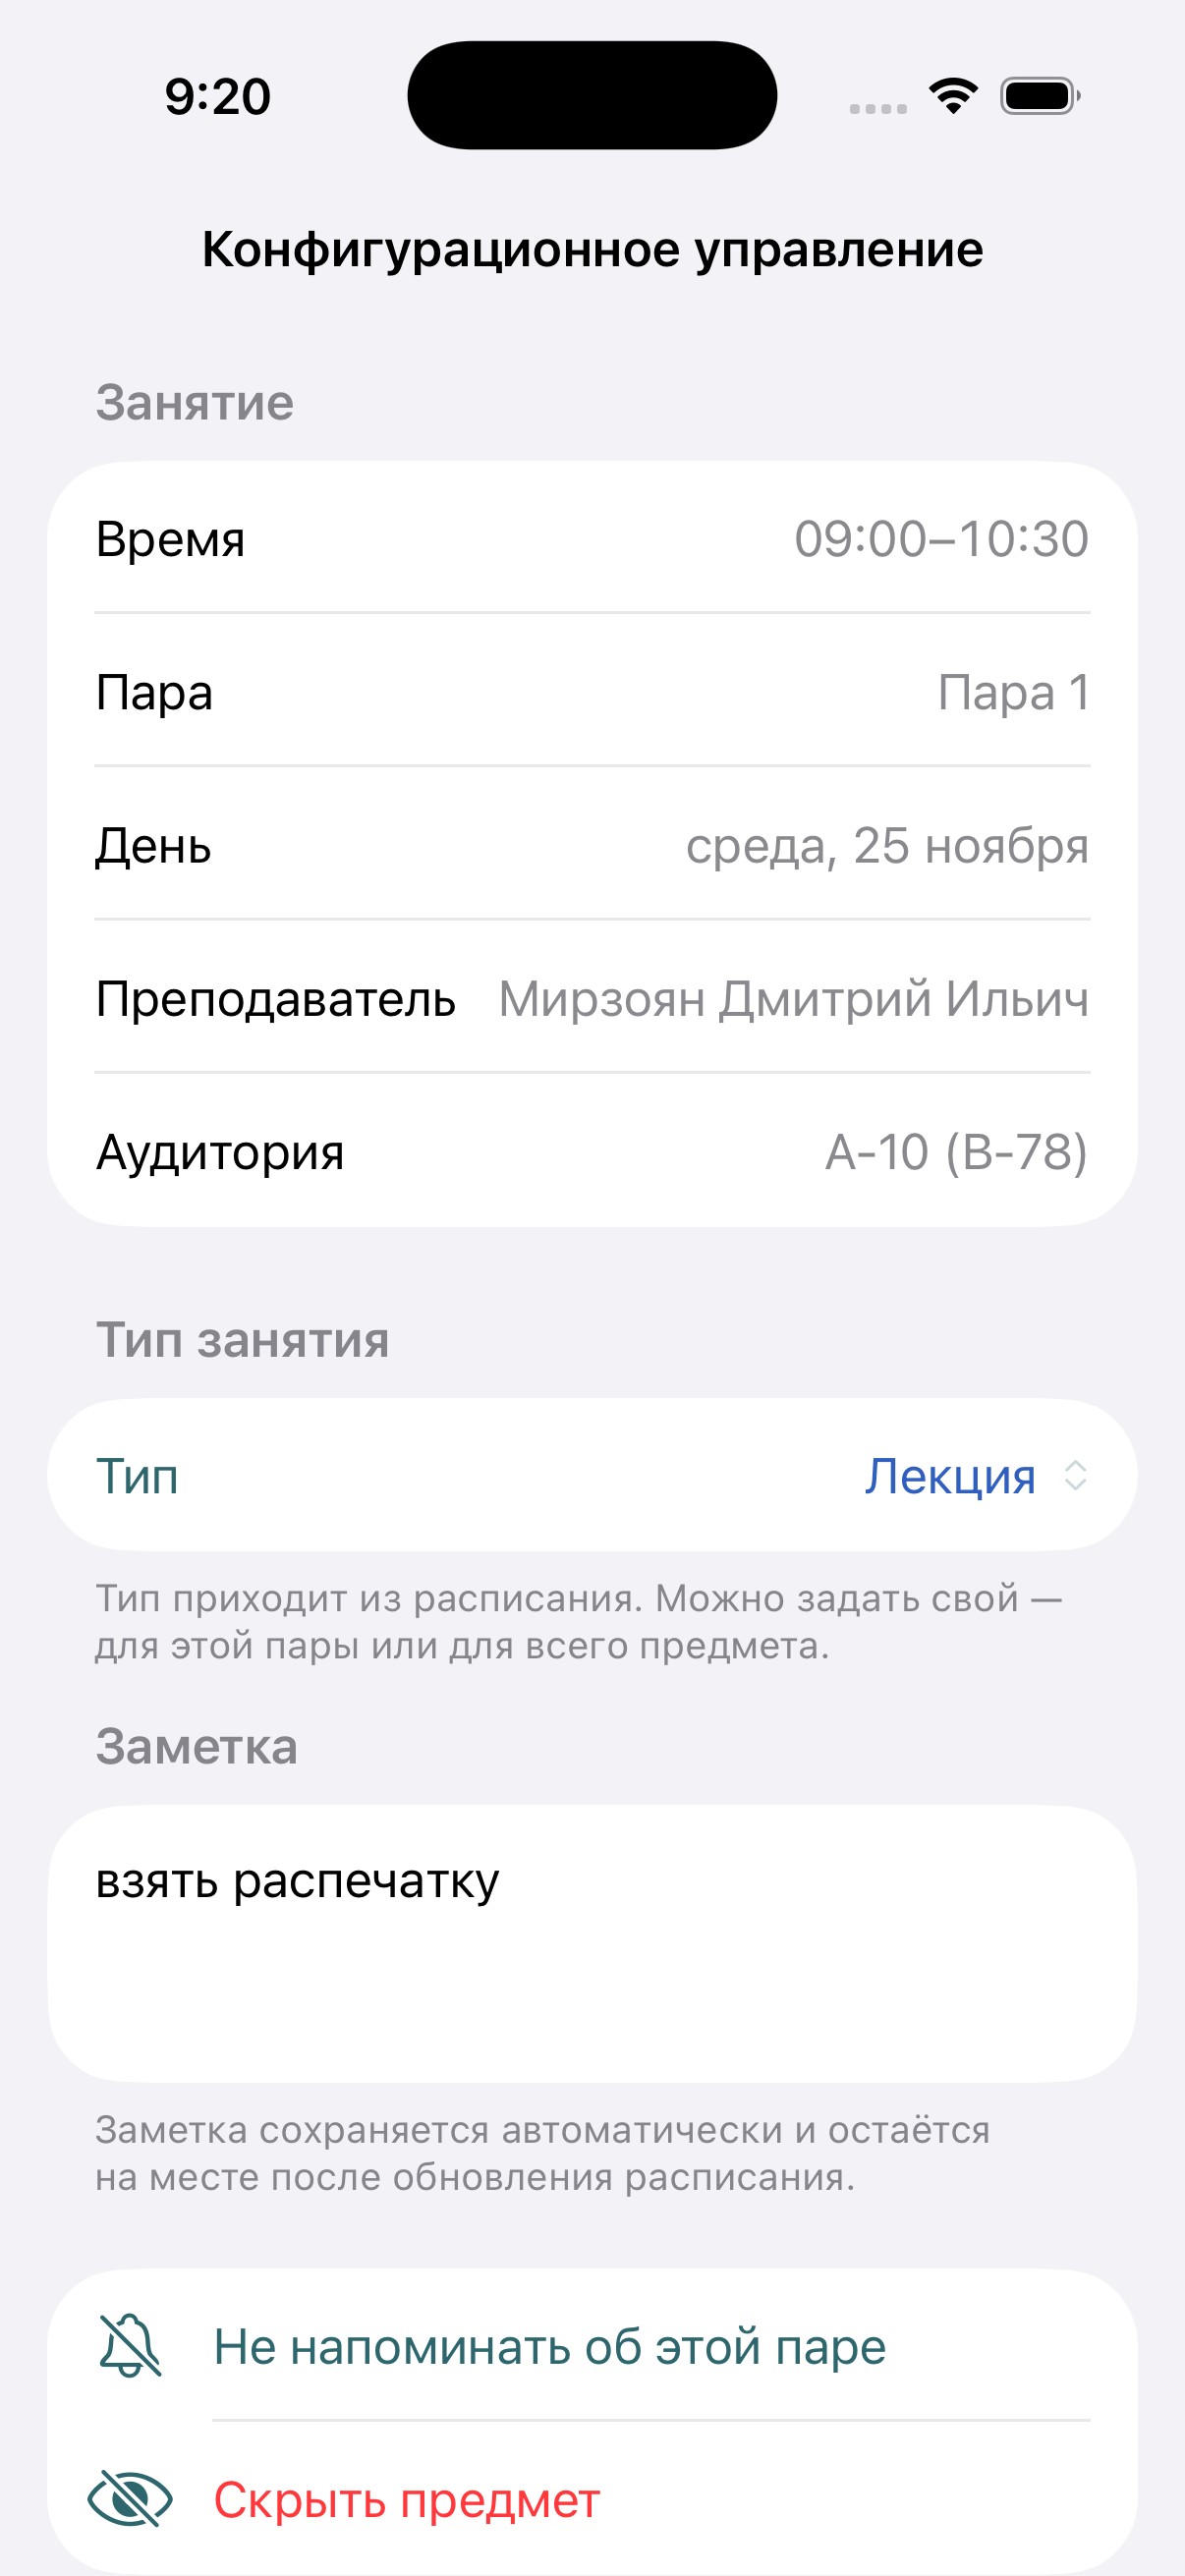 9:20
Конфигурационное управление
Занятие
Время 09:00–10:30
Пара Пара 1
День среда, 25 ноября
Преподаватель Мирзоян Дмитрий Ильич
Аудитория А-10 (В-78)
Тип занятия
Тип Лекция
Тип приходит из расписания. Можно задать свой —
для этой пары или для всего предмета.
Заметка
взять распечатку
Заметка сохраняется автоматически и остаётся
на месте после обновления расписания.
Не напоминать об этой паре
Скрыть предмет